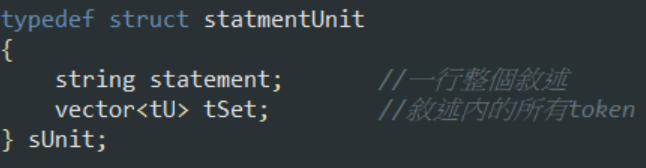 typedef struct statmentUnit
{
string statement; //一行整個敘述
vector<tU> tSet; //敘述內的所有token
} sUnit;